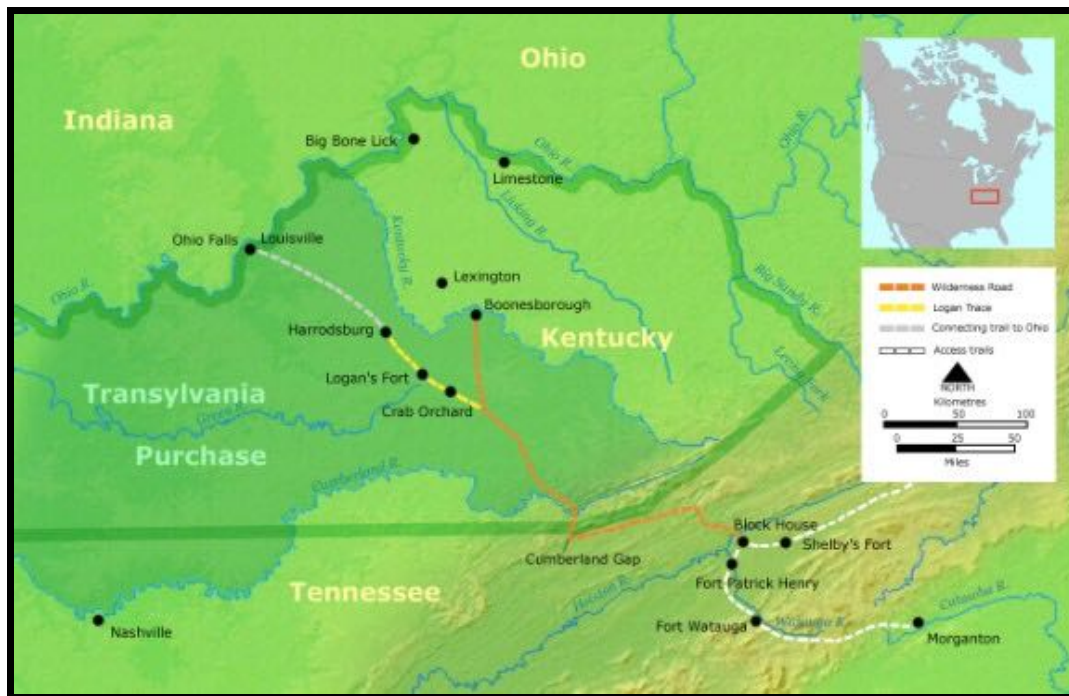 Ohio
Indiana
Big Bone Lick
Limestone
Ohio R.
Ohio R.
Licking R.
Kentucky R.
Ohio Falls
Louisville
Lexington
Ohio R.
Boonesborough
Big Sandy R.
Harrodsburg
Kentucky
Levisa Fork
Logan's Fort
Transylvania
Crab Orchard
Green R.
Purchase
Cumberland R.
Block House
Shelby's Fort
Cumberland Gap
Fort Patrick Henry
Tennessee
Holston R.
Catawba R.
Nashville
Fort Watauga
Watauga R.
Morganton
Wilderness Road
Logan Trace
Connecting trail to Ohio
Access trails
NORTH
Kilometres
0 50 100
0 25 50
Miles